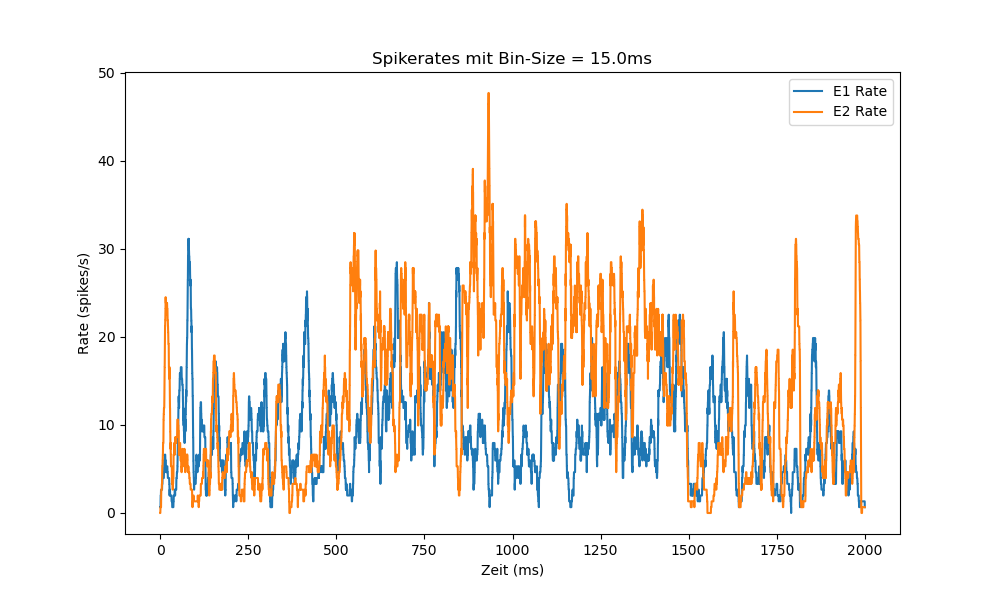 Spikerates mit Bin-Size = 15.0ms
E1 Rate
E2 Rate
Rate (spikes/s)
50
40
30
20
10
0
0 250 500 750 1000 1250 1500 1750 2000
Zeit (ms)